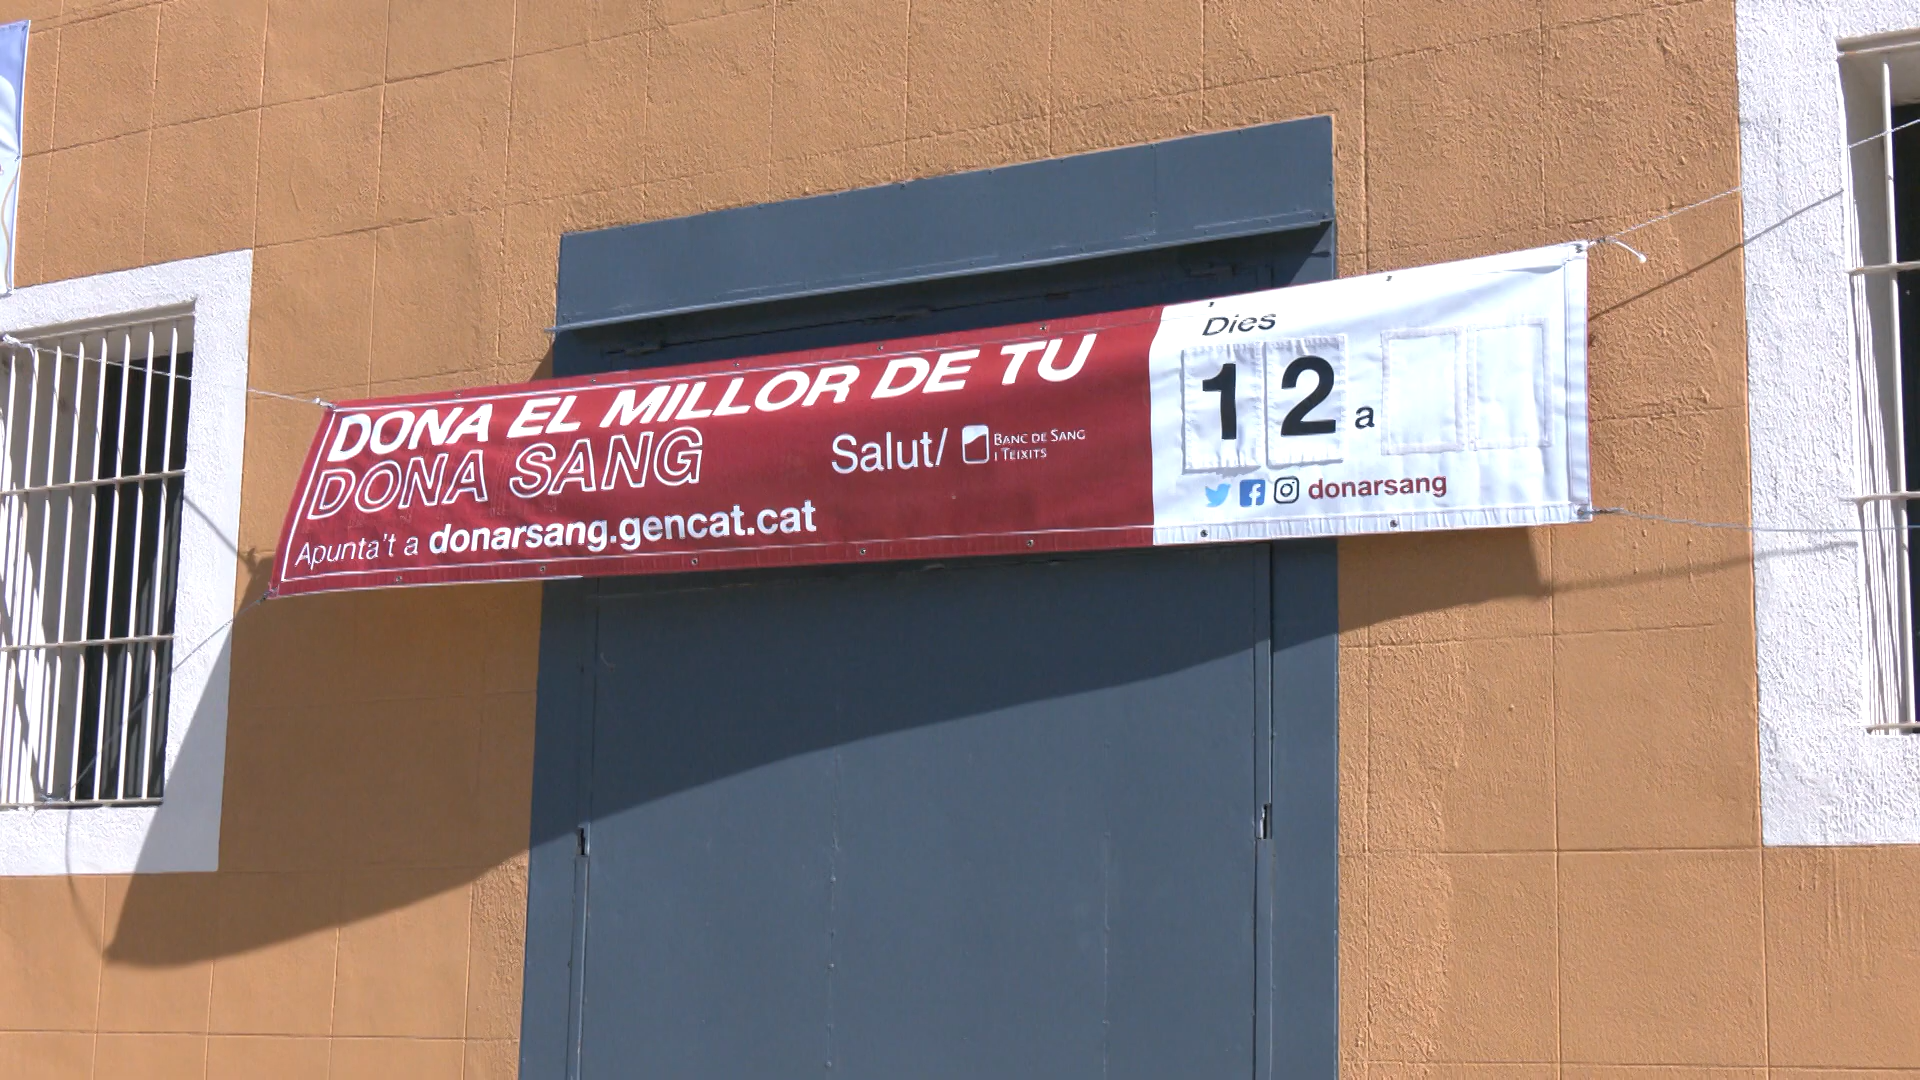 DONA EL MILLOR DE TU
DONA SANG
Apunta't a donarsang.gencat.cat
Salut/
BANC DE SANG
I TEIXITS
Dies
12 a
donarsang